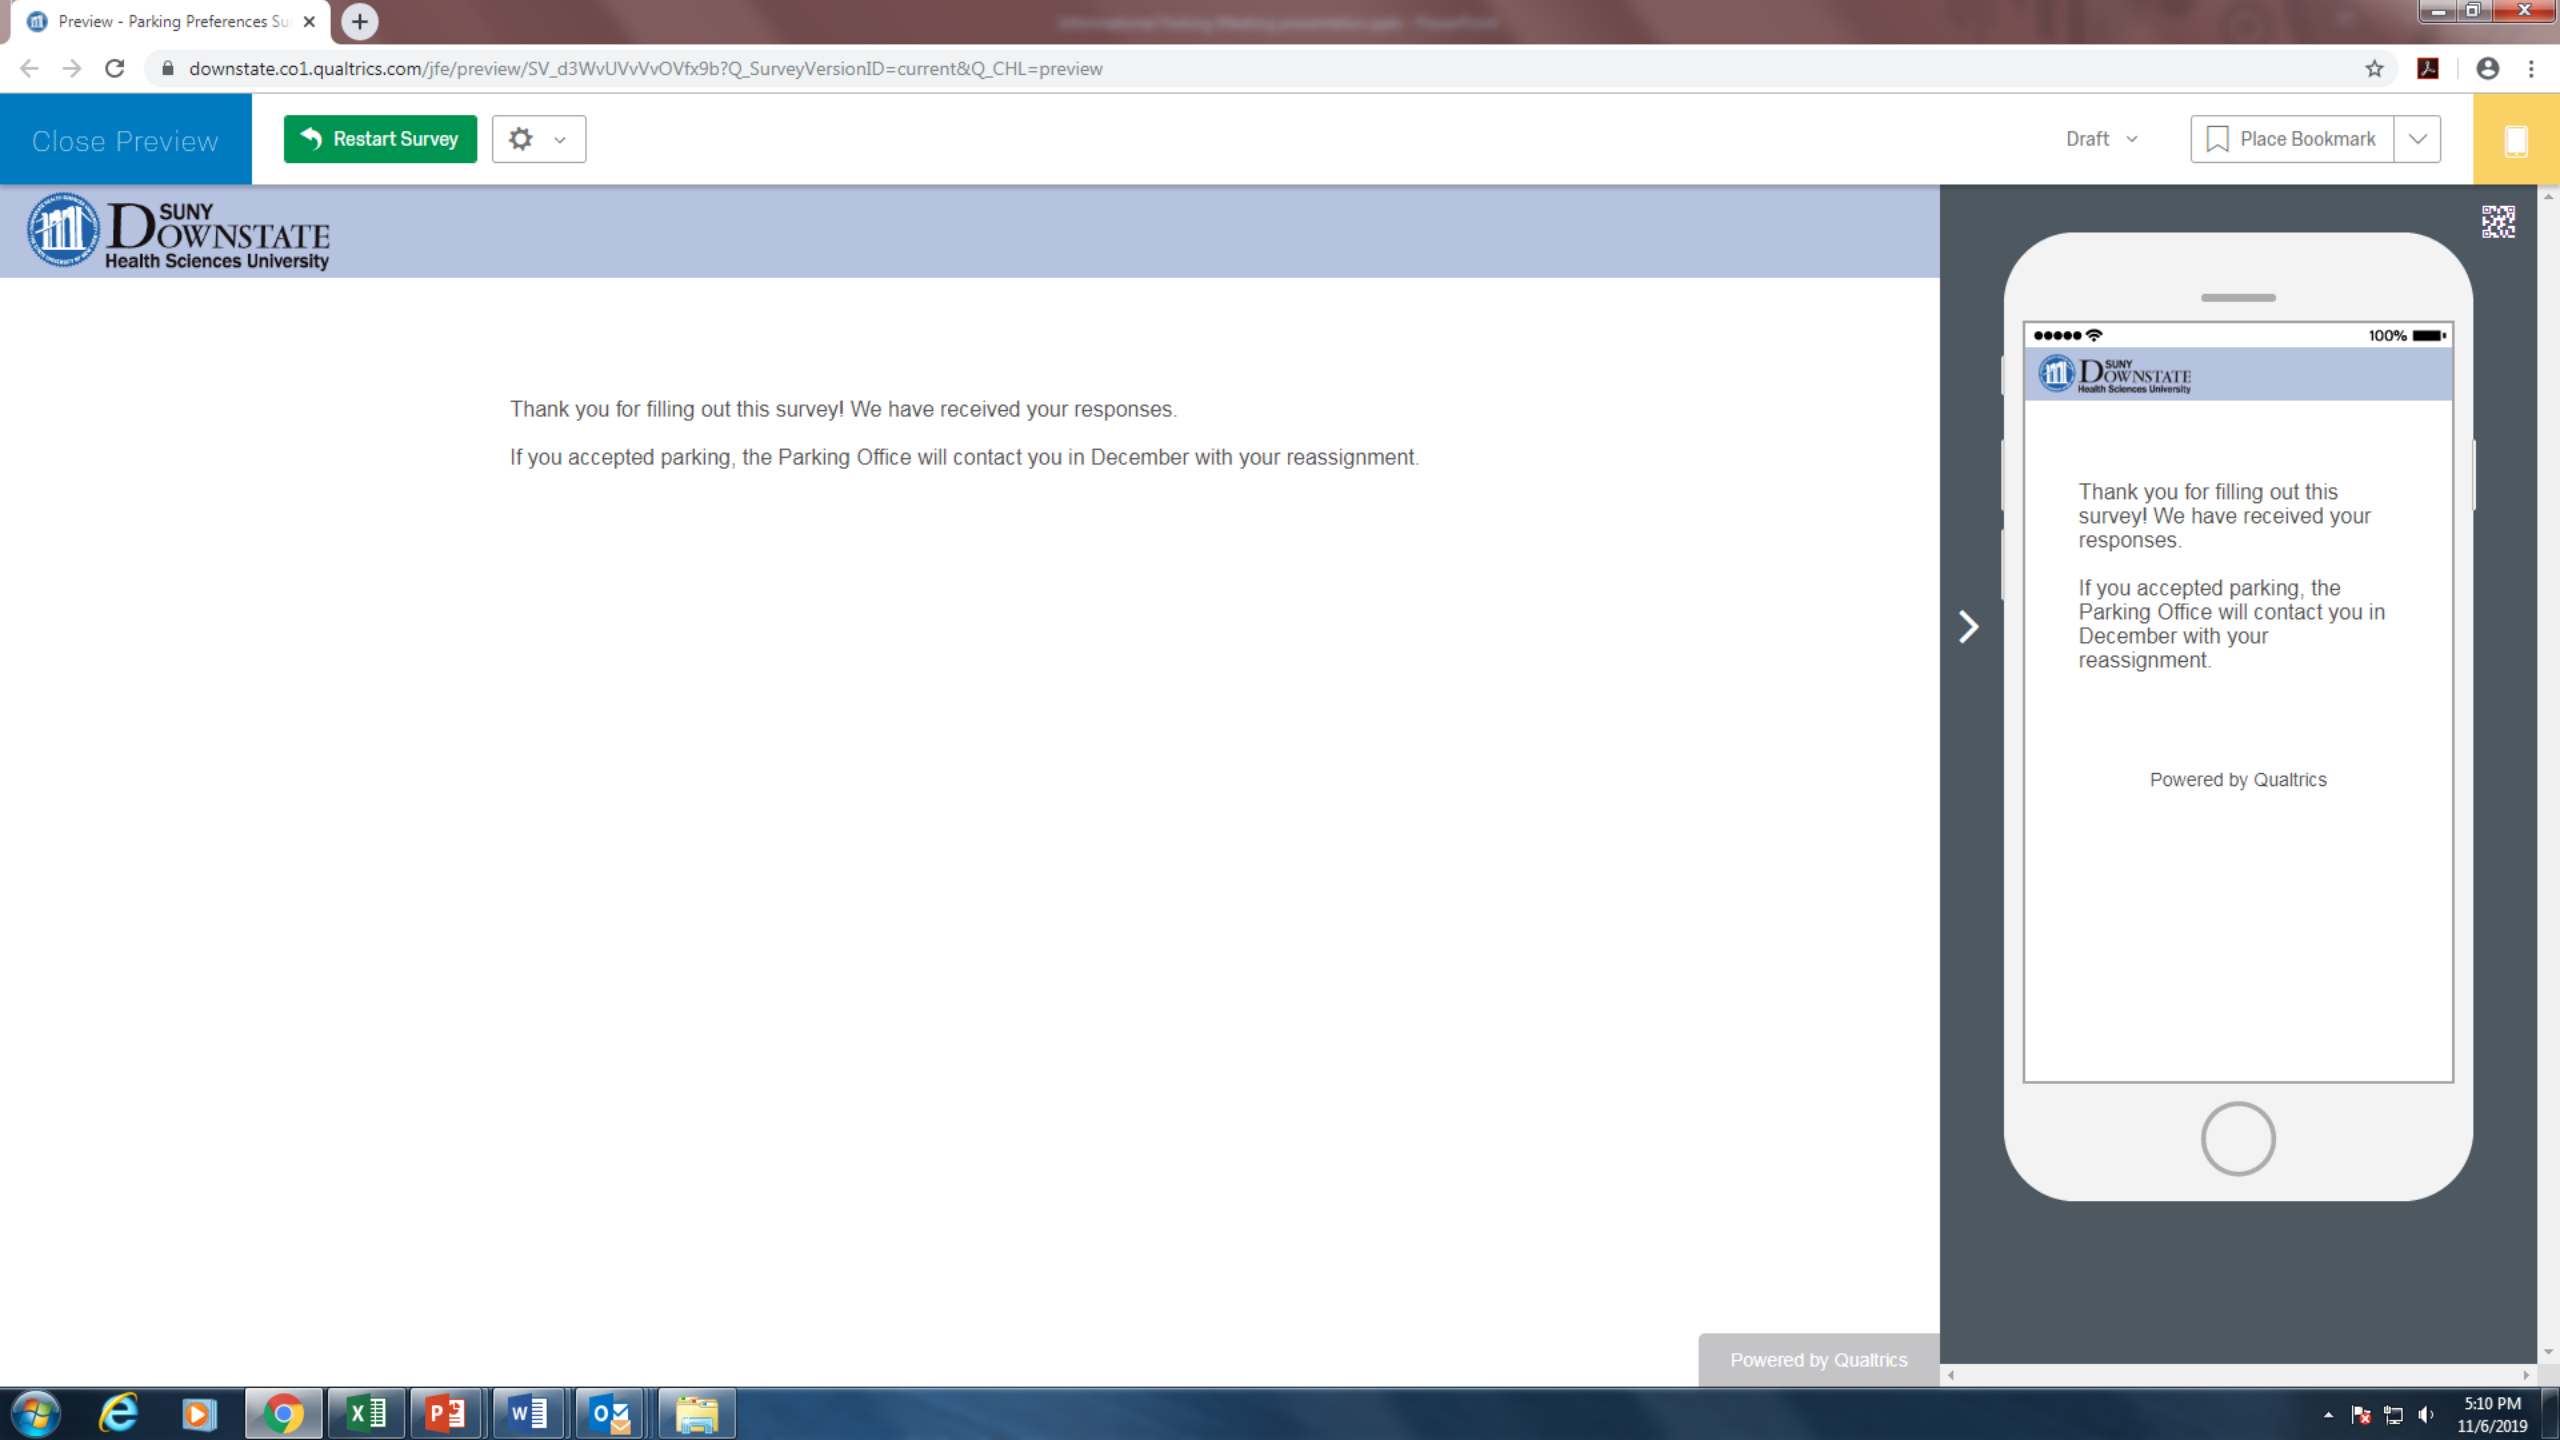 Preview - Parking Preferences Su
downstate.co1.qualtrics.com/jfe/preview/SV_d3WvUVvVvOVfx9b?Q_SurveyVersionID=current&Q_CHL=preview
Close Preview
Restart Survey
Draft
Place Bookmark
SUNY
DOWNSTATE
Health Sciences University
Thank you for filling out this survey! We have received your responses.
If you accepted parking, the Parking Office will contact you in December with your reassignment.
100%
SUNY
DOWNSTATE
Health Sciences University
Thank you for filling out this
survey! We have received your
responses.
If you accepted parking, the
Parking Office will contact you in
December with your
reassignment.
Powered by Qualtrics
Powered by Qualtrics
5:10 PM
11/6/2019